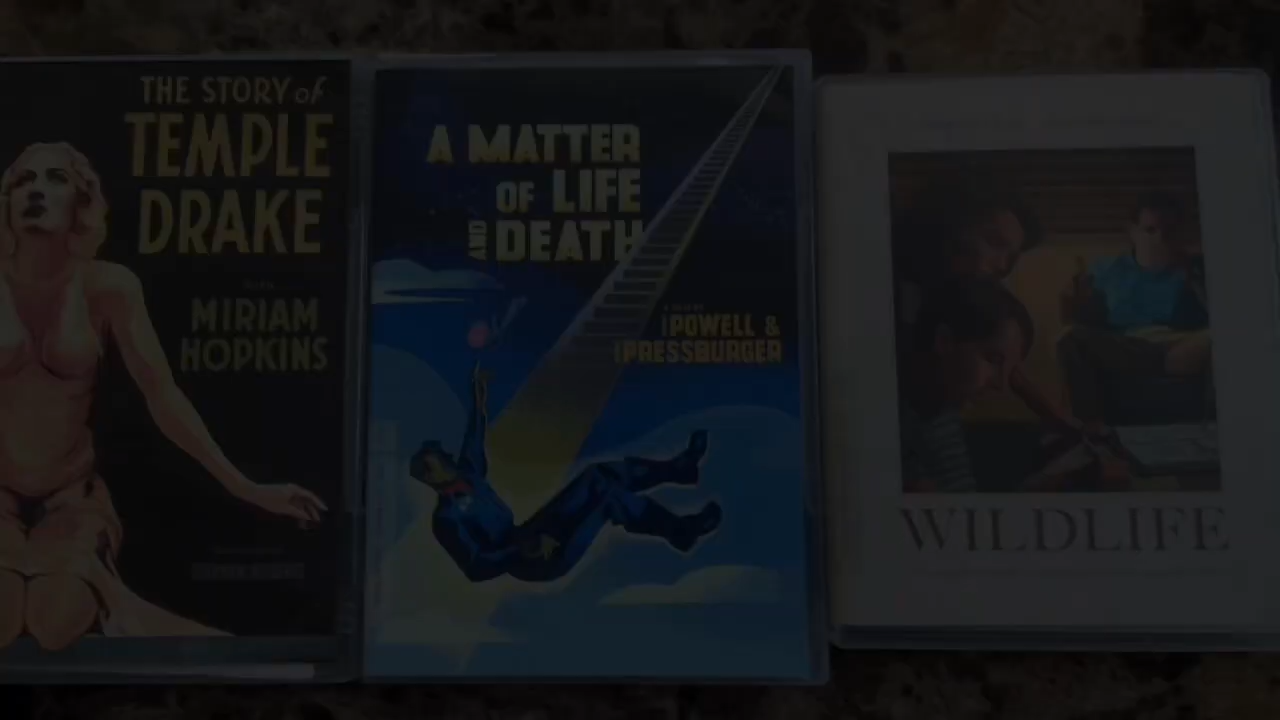 THE STORY of
TEMPLE
DRAKE
MIRIAM
HOPKINS
A MATTER
OF LIFE
AND DEATH
POWELL &
PRESSBURGER
WILDLIFE